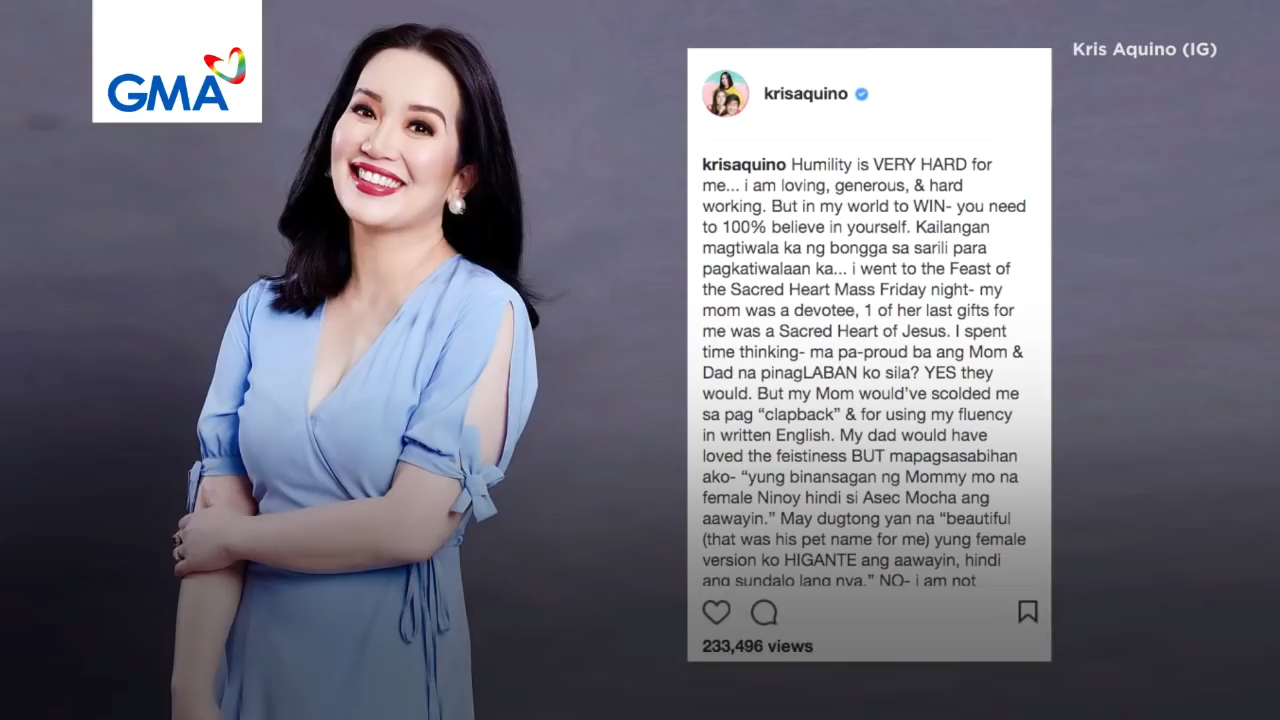 GMA
Kris Aquino (IG)
krisaquino
krisaquino Humility is VERY HARD for
me... i am loving, generous, & hard
working. But in my world to WIN- you need
to 100% believe in yourself. Kailangan
magtiwala ka ng bongga sa sarili para
pagkatiwalaan ka... i went to the Feast of
the Sacred Heart Mass Friday night- my
mom was a devotee, 1 of her last gifts for
me was a Sacred Heart of Jesus. I spent
time thinking- ma pa-proud ba ang Mom &
Dad na pinagLABAN ko sila? YES they
would. But my Mom would've scolded me
sa pag “clapback” & for using my fluency
in written English. My dad would have
loved the feistiness BUT mapagsasabihan
ako- “yung binansagan ng Mommy mo na
female Ninoy hindi si Asec Mocha ang
aawayin.” May dugtong yan na “beautiful
(that was his pet name for me) yung female
version ko HIGANTE ang aawayin, hindi
ang sundalo lang nya.” NO- i am not
233,496 views